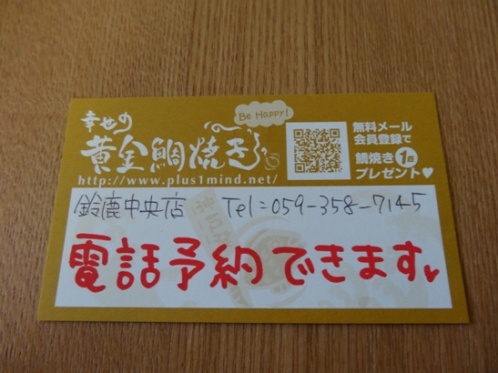 Be Happy!
幸せの
黄金鯛焼き
http://www.plus1mind.net/
無料メール
会員登録で
鯛焼き1匹
プレゼント♥
鈴鹿中央店 Tel:059-358-7145
電話予約できます♥